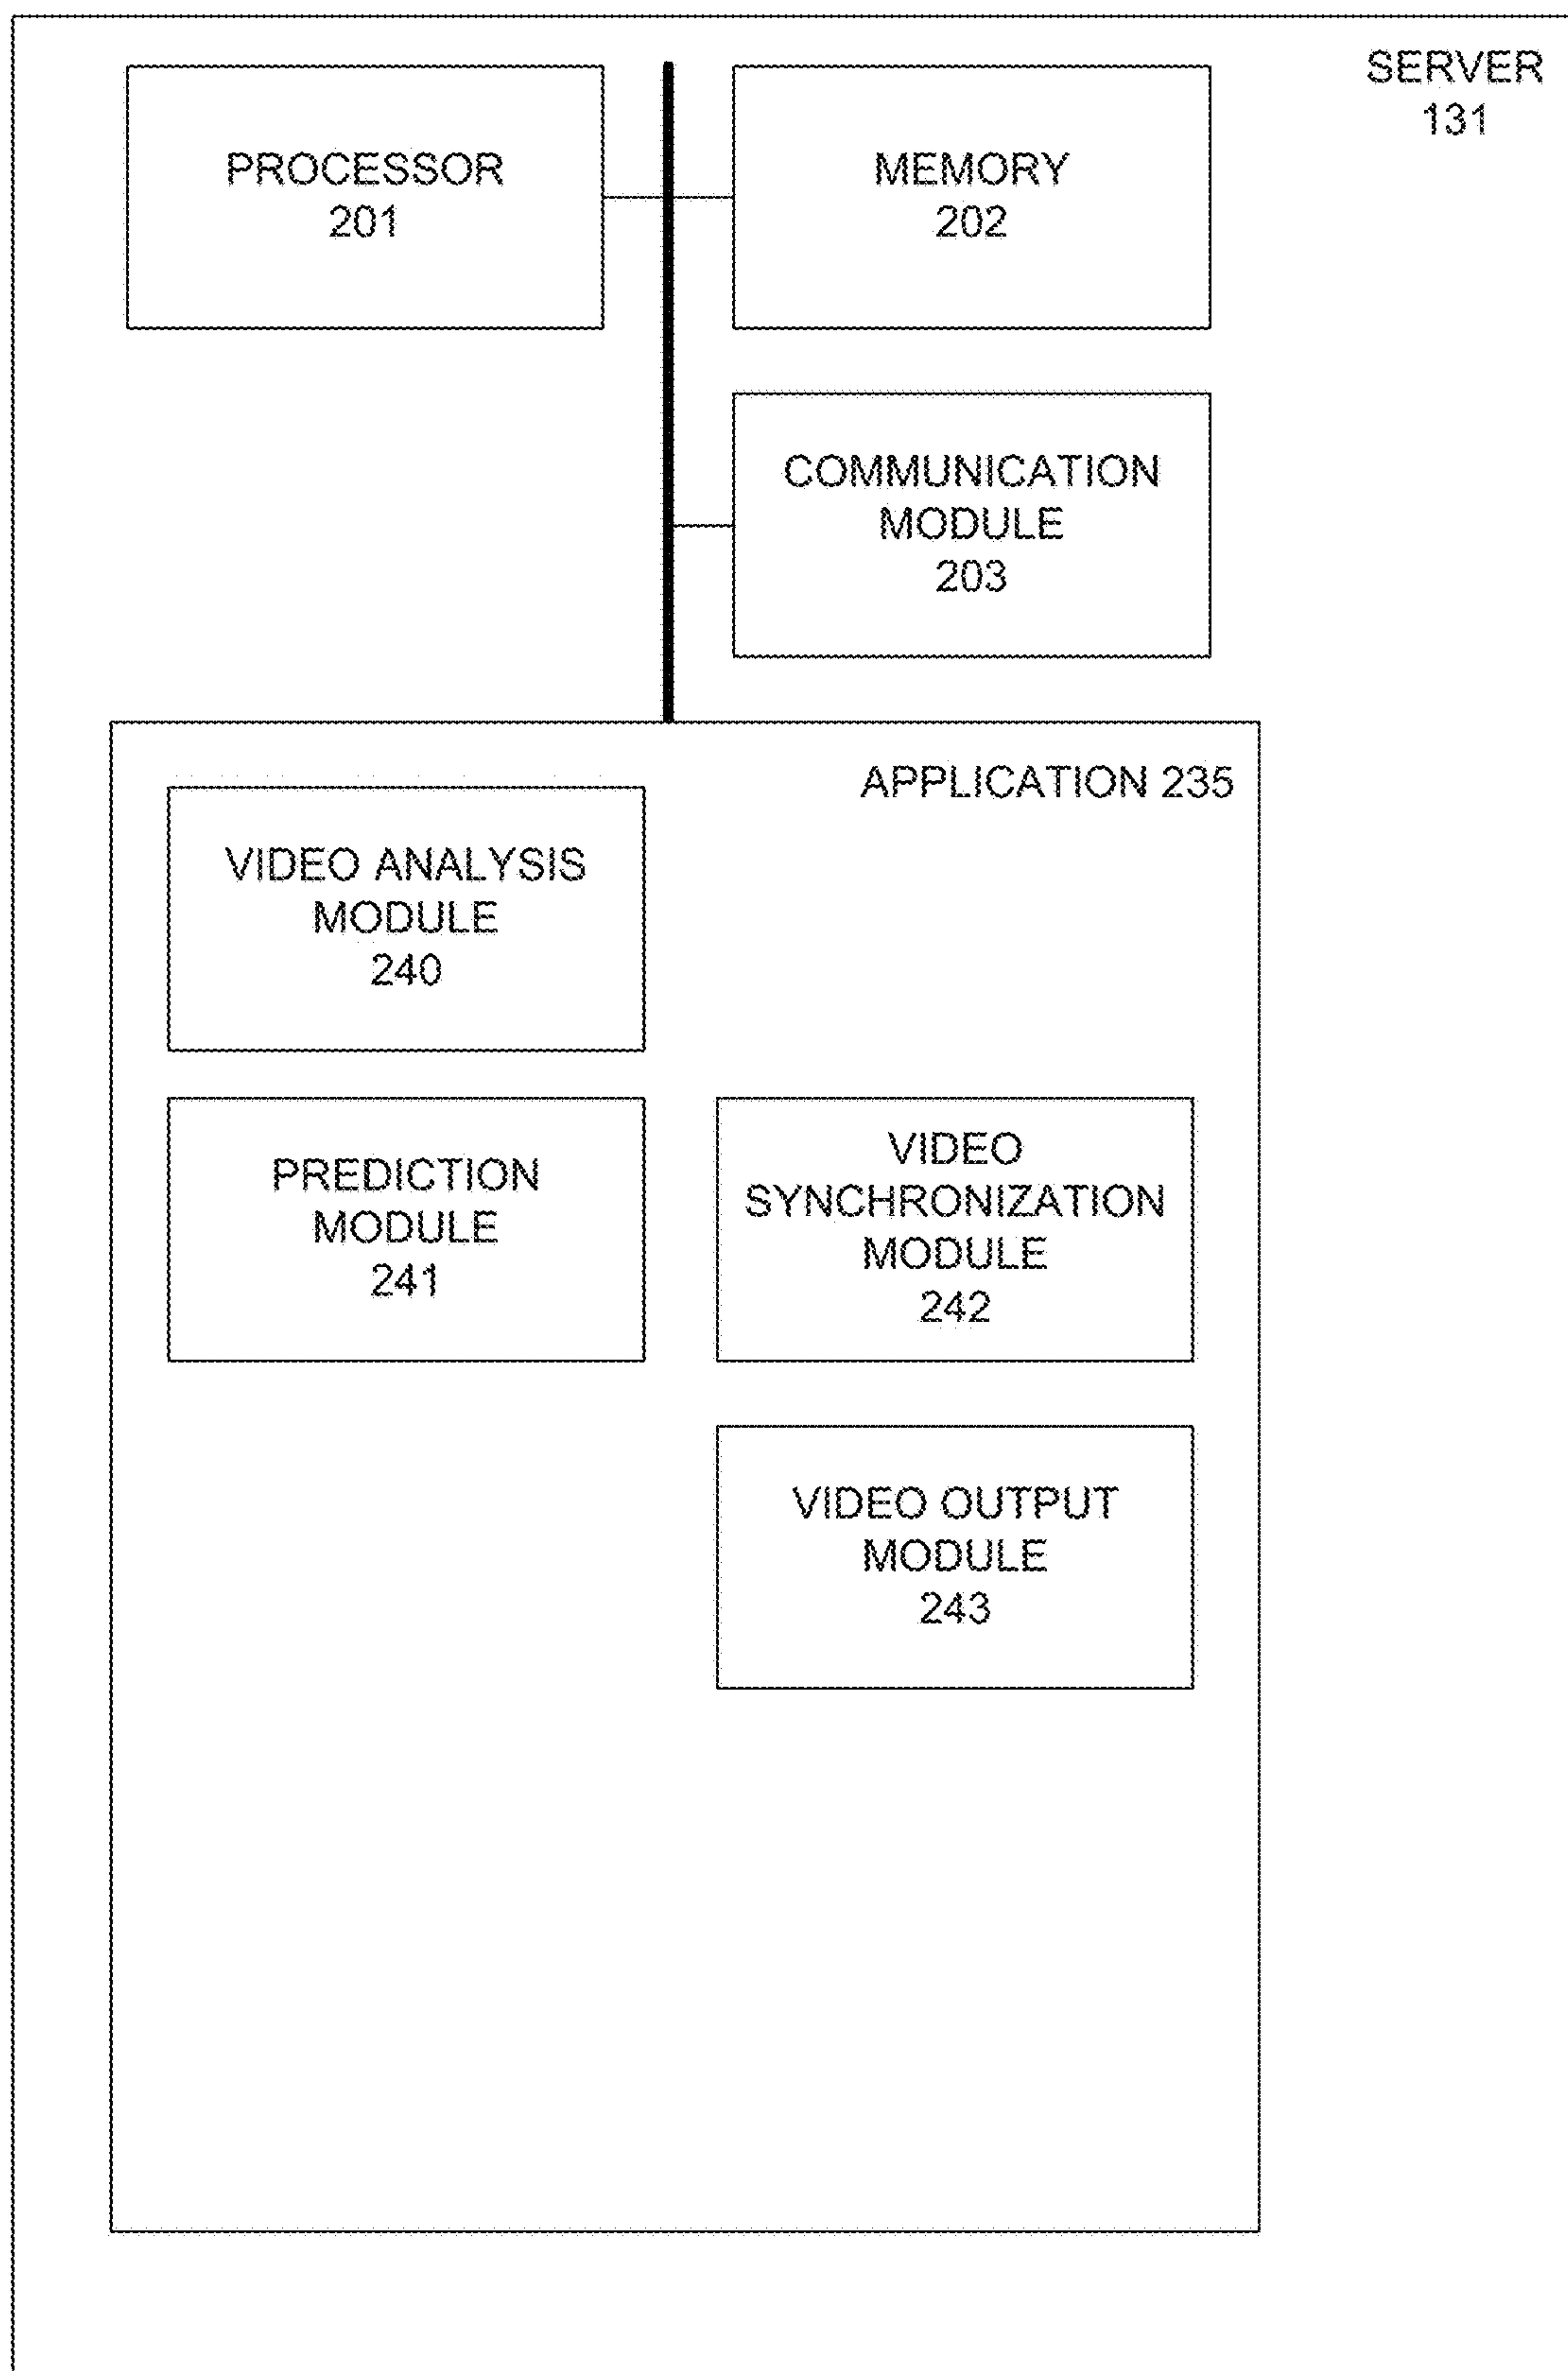 SERVER
131
PROCESSOR
201
MEMORY
202
COMMUNICATION
MODULE
203
APPLICATION 235
VIDEO ANALYSIS
MODULE
240
PREDICTION
MODULE
241
VIDEO
SYNCHRONIZATION
MODULE
242
VIDEO OUTPUT
MODULE
243